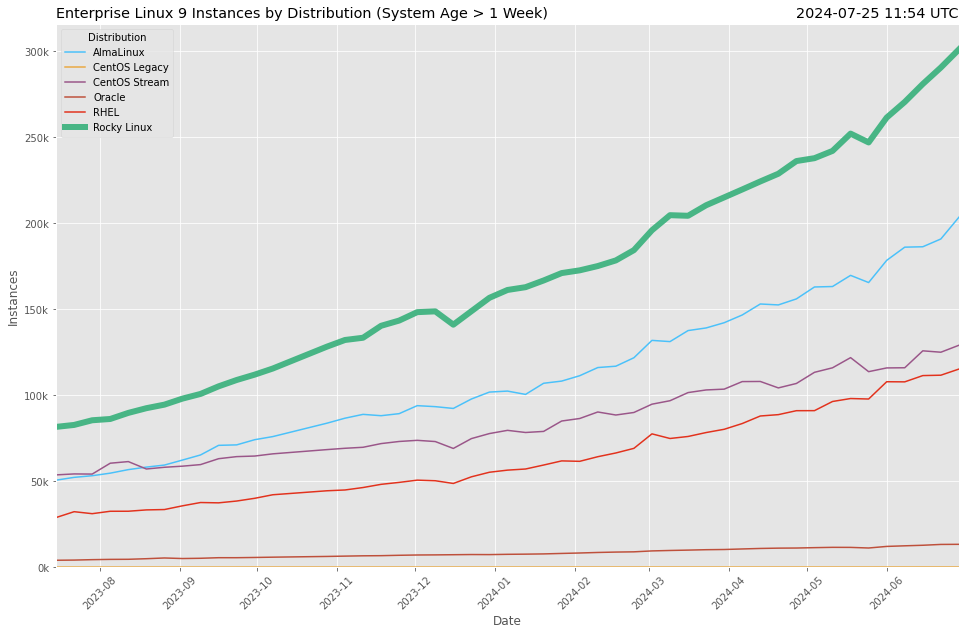 Enterprise Linux 9 Instances by Distribution (System Age > 1 Week)
2024-07-25 11:54 UTC
Distribution
AlmaLinux
CentOS Legacy
CentOS Stream
Oracle
RHEL
Rocky Linux
300k
250k
200k
150k
100k
50k
0k
Instances
2023-08
2023-09
2023-10
2023-11
2023-12
2024-01
2024-02
2024-03
2024-04
2024-05
2024-06
Date